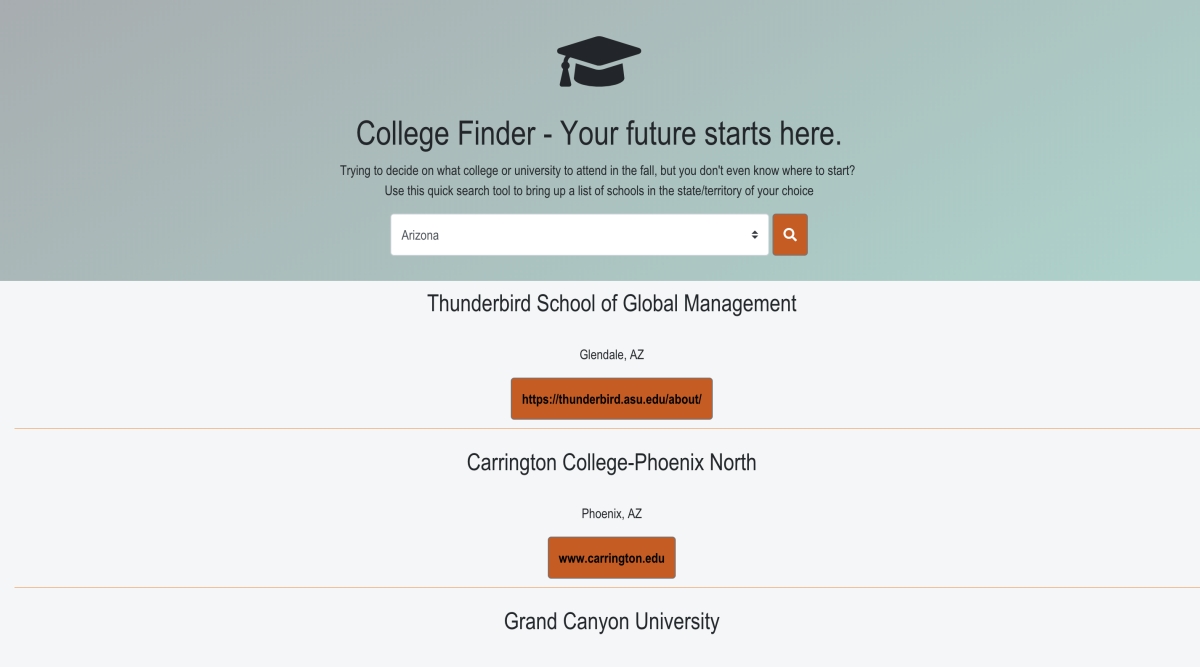 College Finder - Your future starts here.
Trying to decide on what college or university to attend in the fall, but you don't even know where to start?
Use this quick search tool to bring up a list of schools in the state/territory of your choice
Arizona
Thunderbird School of Global Management
Glendale, AZ
https://thunderbird.asu.edu/about/
Carrington College-Phoenix North
Phoenix, AZ
www.carrington.edu
Grand Canyon University